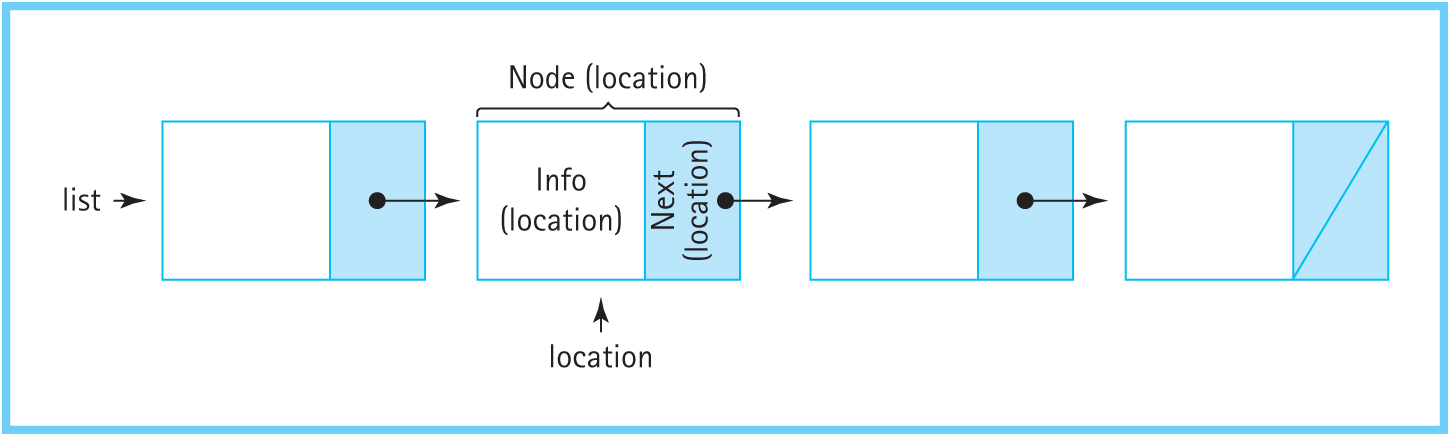 Node (location)
list
Info
(location)
Next
(location)
location